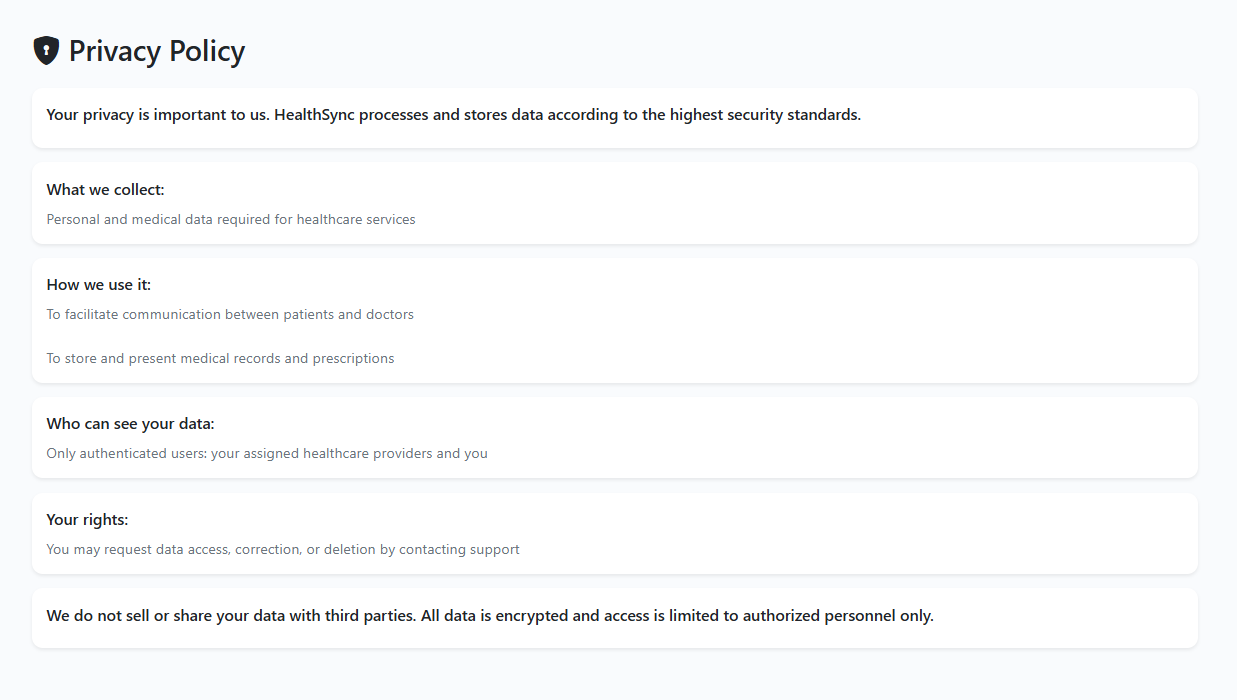 Privacy Policy
Your privacy is important to us. HealthSync processes and stores data according to the highest security standards.
What we collect:
Personal and medical data required for healthcare services
How we use it:
To facilitate communication between patients and doctors
To store and present medical records and prescriptions
Who can see your data:
Only authenticated users: your assigned healthcare providers and you
Your rights:
You may request data access, correction, or deletion by contacting support
We do not sell or share your data with third parties. All data is encrypted and access is limited to authorized personnel only.